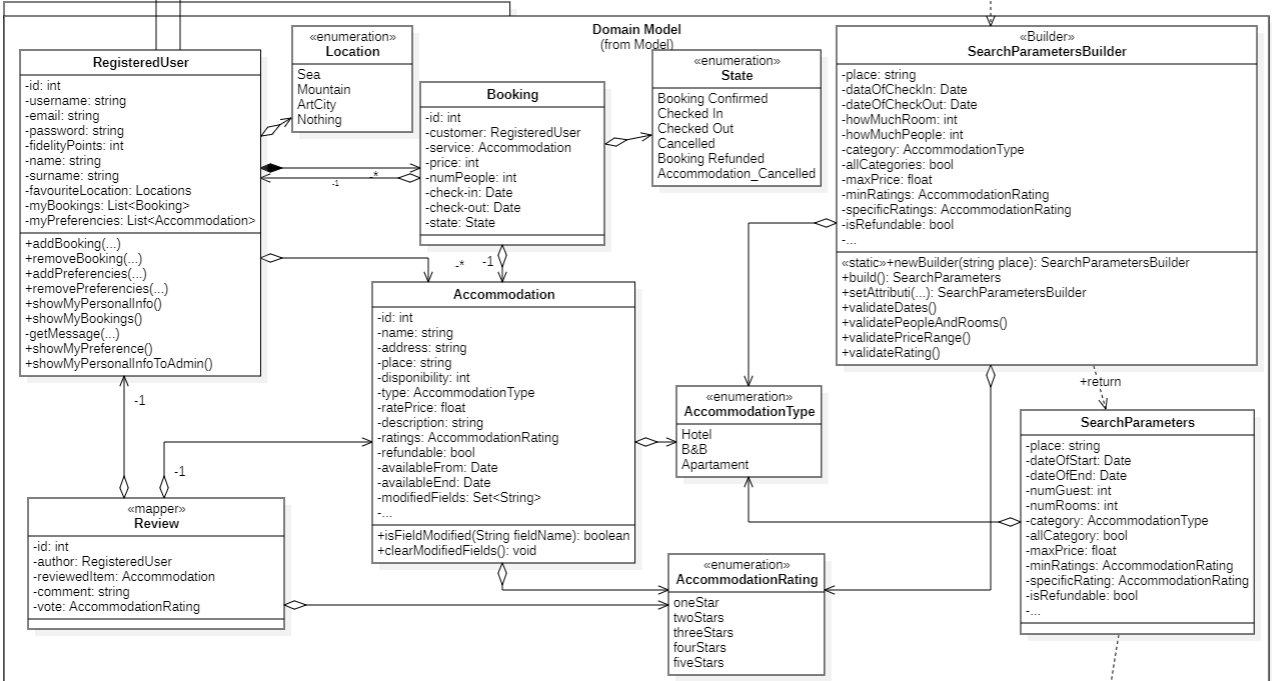 Domain Model
(from Model)
RegisteredUser
-id: int
-username: string
-email: string
-password: string
-fidelityPoints: int
-name: string
-surname: string
-favouriteLocation: Locations
-myBookings: List<Booking>
-myPreferencies: List<Accommodation>
+addBooking(...)
+removeBooking(...)
+addPreferencies(...)
+removePreferencies(...)
+showMyPersonalInfo()
+showMyBookings()
-getMessage(...)
+showMyPreference()
+showMyPersonalInfoToAdmin()
«enumeration»
Location
Sea
Mountain
ArtCity
Nothing
Booking
-id: int
-customer: RegisteredUser
-service: Accommodation
-price: int
-numPeople: int
-check-in: Date
-check-out: Date
-state: State
«enumeration»
State
Booking Confirmed
Checked In
Checked Out
Cancelled
Booking Refunded
Accommodation_Cancelled
«Builder»
SearchParametersBuilder
-place: string
-dataOfCheckIn: Date
-dateOfCheckOut: Date
-howMuchRoom: int
-howMuchPeople: int
-category: AccommodationType
-allCategories: bool
-maxPrice: float
-minRatings: AccommodationRating
-specificRatings: AccommodationRating
-isRefundable: bool
-...
«static»+newBuilder(string place): SearchParametersBuilder
+build(): SearchParameters
+setAttributi(...): SearchParametersBuilder
+validateDates()
+validatePeopleAndRooms()
+validatePriceRange()
+validateRating()
-*
-1
-*
-1
Accommodation
-id: int
-name: string
-address: string
-place: string
-disponibility: int
-type: AccommodationType
-ratePrice: float
-description: string
-ratings: AccommodationRating
-refundable: bool
-availableFrom: Date
-availableEnd: Date
-modifiedFields: Set<String>
-...
+isFieldModified(String fieldName): boolean
+clearModifiedFields(): void
«enumeration»
AccommodationType
Hotel
B&B
Apartament
+return
SearchParameters
-place: string
-dateOfStart: Date
-dateOfEnd: Date
-numGuest: int
-numRooms: int
-category: AccommodationType
-allCategory: bool
-maxPrice: float
-minRatings: AccommodationRating
-specificRating: AccommodationRating
-isRefundable: bool
-...
-1
-1
«mapper»
Review
-id: int
-author: RegisteredUser
-reviewedItem: Accommodation
-comment: string
-vote: AccommodationRating
«enumeration»
AccommodationRating
oneStar
twoStars
threeStars
fourStars
fiveStars